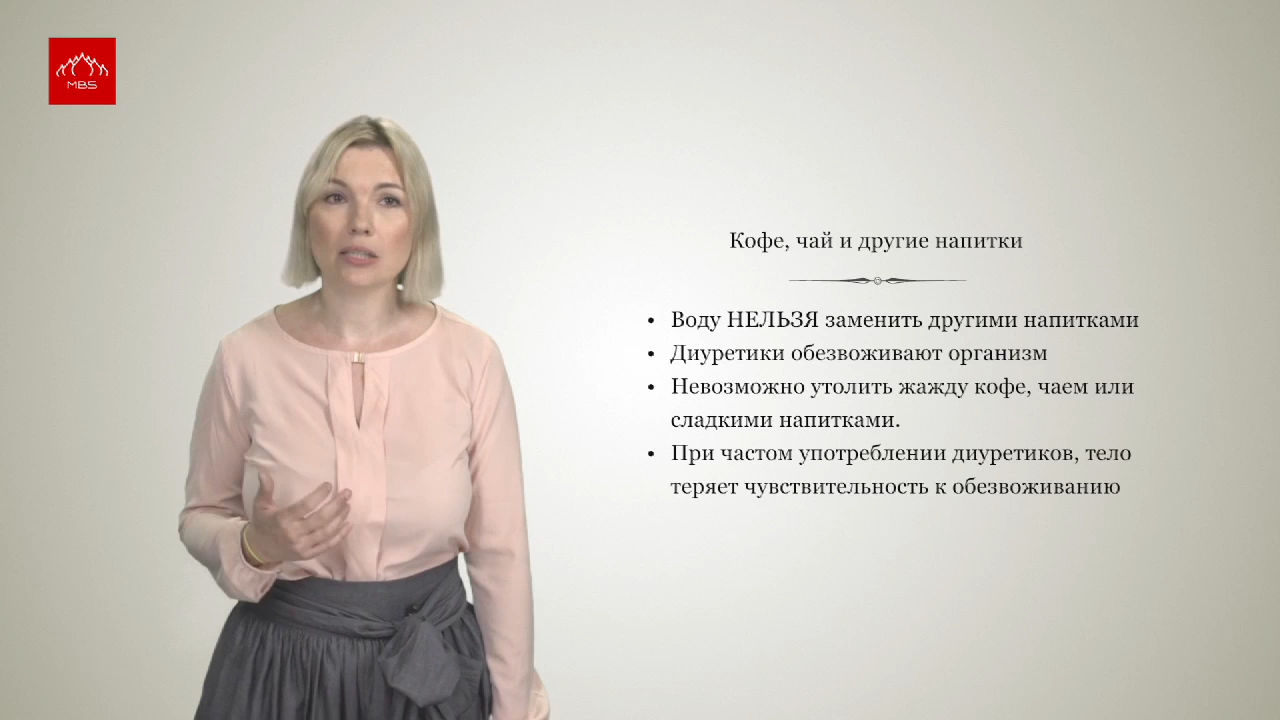 MBS
Кофе, чай и другие напитки
• Воду НЕЛЬЗЯ заменить другими напитками
• Диуретики обезвоживают организм
• Невозможно утолить жажду кофе, чаем или
сладкими напитками.
• При частом употреблении диуретиков, тело
теряет чувствительность к обезвоживанию